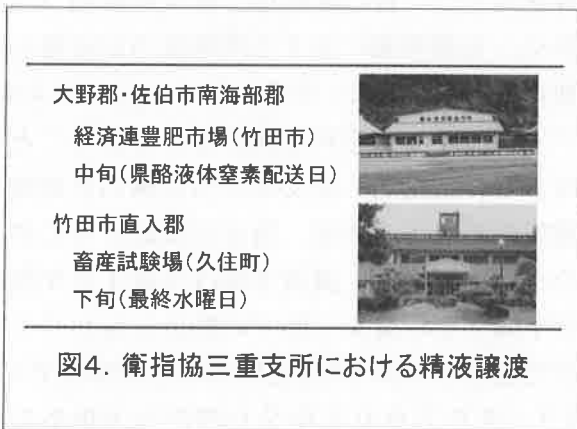 大野郡・佐伯市南海部郡
経済連豊肥市場(竹田市)
中旬(県酪液体窒素配送日)
竹田市直入郡
畜産試験場(久住町)
下旬(最終水曜日)
図4. 衛指協三重支所における精液譲渡